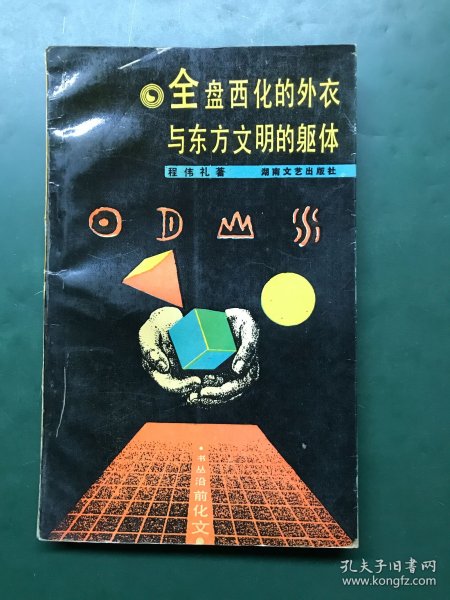 全盘西化的外衣
与东方文明的躯体
程伟礼著 湖南文艺出版社
文化前沿丛书
孔夫子旧书网
www.kongfz.com